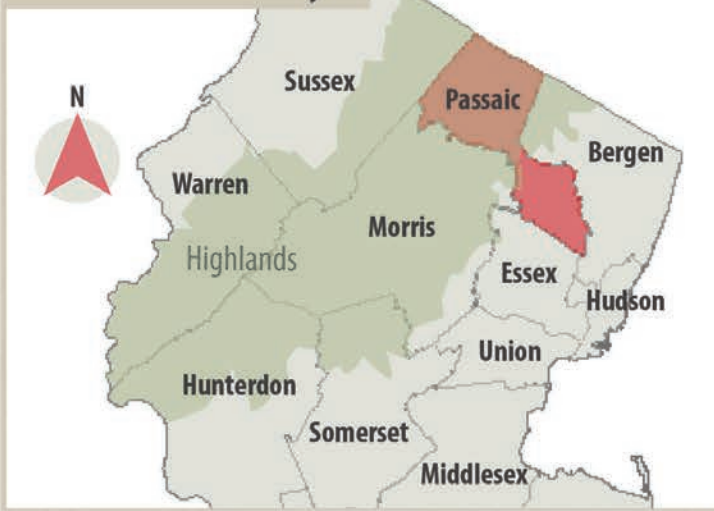 N
Sussex
Passaic
Bergen
Warren
Morris
Highlands
Essex
Hudson
Union
Hunterdon
Somerset
Middlesex